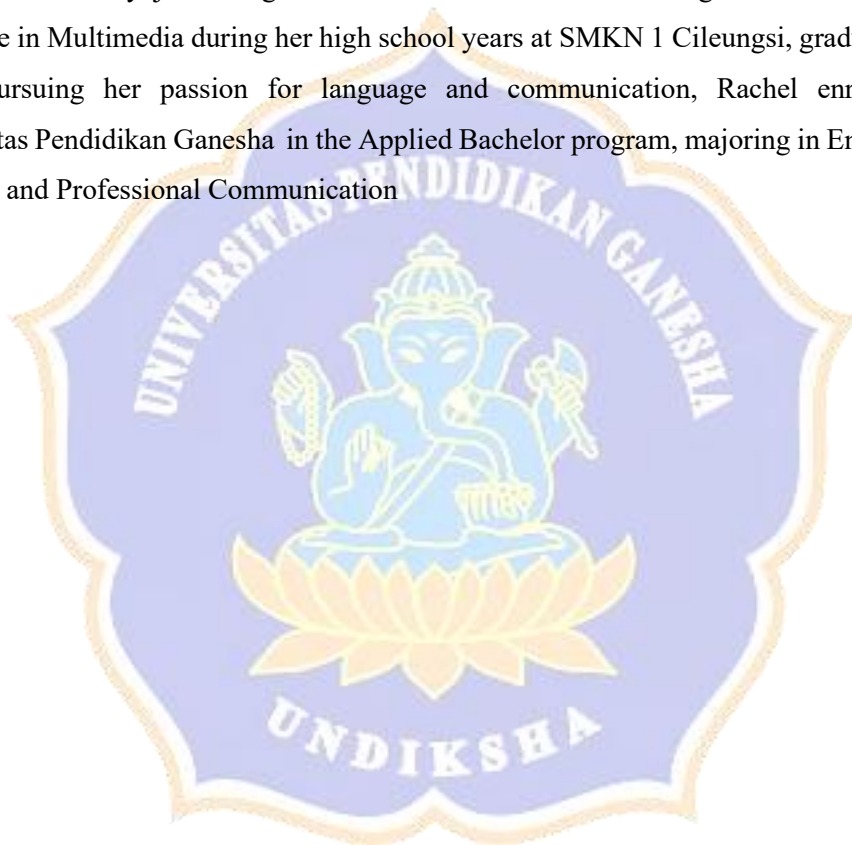 e in Multimedia during her high school years at SMKN 1 Cileungsi, gradu
ursuing her passion for language and communication, Rachel enr
tas Pendidikan Ganesha in the Applied Bachelor program, majoring in En
and Professional Communication
UNIVERSITAS PENDIDIKAN GANESHA
UNDIKSHA